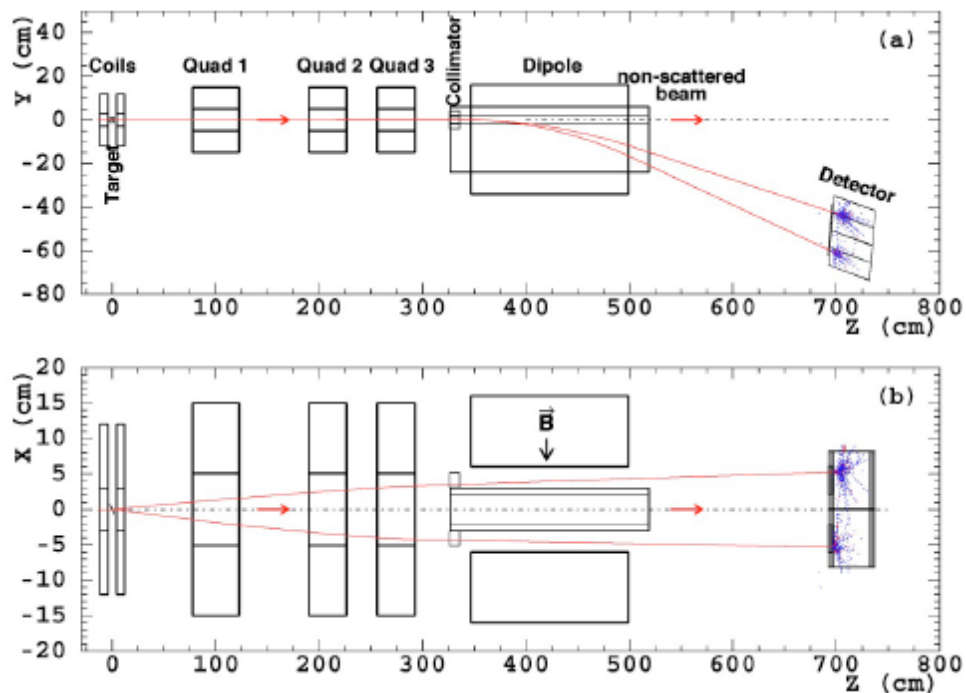 (a)
Y (cm)
40
20
0
-20
-40
-60
-80
Coils
Target
Quad 1
Quad 2
Quad 3
Collimator
Dipole
non-scattered
beam
Detector
0 100 200 300 400 500 600 700 800
Z (cm)
(b)
X (cm)
20
15
10
5
0
-5
-10
-15
-20
B
0 100 200 300 400 500 600 700 800
Z (cm)